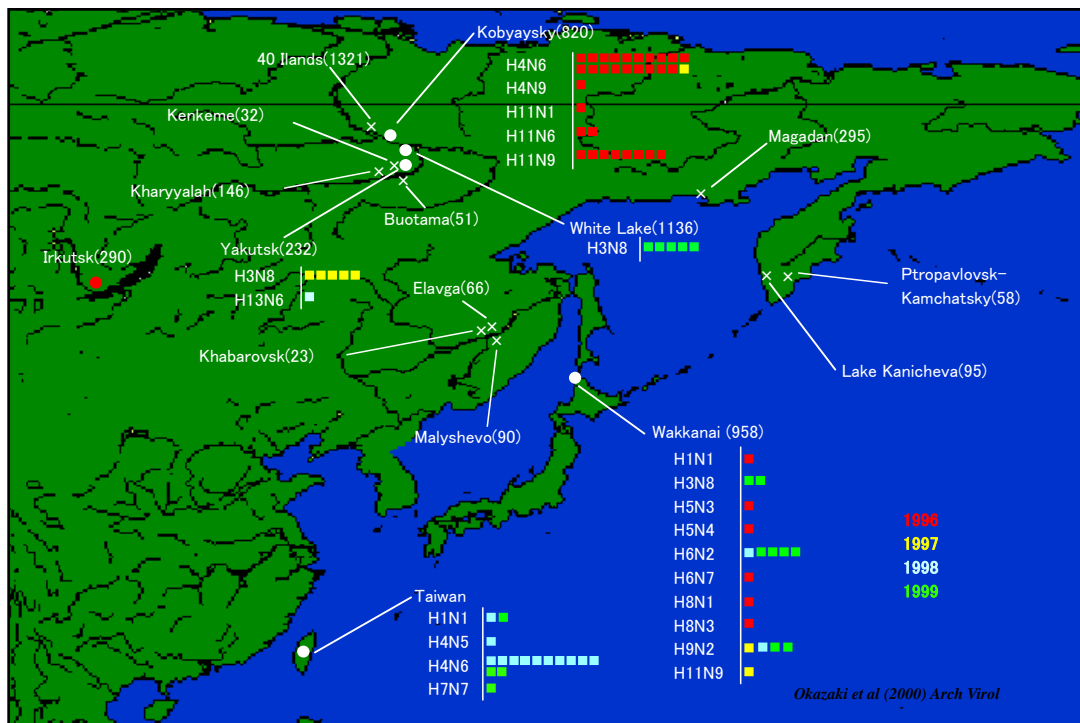 Kobyaysky(820)
40 Ilands(1321)
H4N6
H4N9
Kenkeme(32)
H11N1
H11N6
Magadan(295)
H11N9
Kharyyalah(146)
Buotama(51)
White Lake(1136)
H3N8
Irkutsk(290)
Yakutsk(232)
H3N8
H13N6
Elavga(66)
Ptropavlovsk-
Kamchatsky(58)
Khabarovsk(23)
Lake Kanicheva(95)
Malyshevo(90)
Wakkanai (958)
H1N1
H3N8
H5N3
H5N4
H6N2
H6N7
H8N1
H8N3
H9N2
H11N9
1996
1997
1998
1999
Taiwan
H1N1
H4N5
H4N6
H7N7
Okazaki et al (2000) Arch Virol